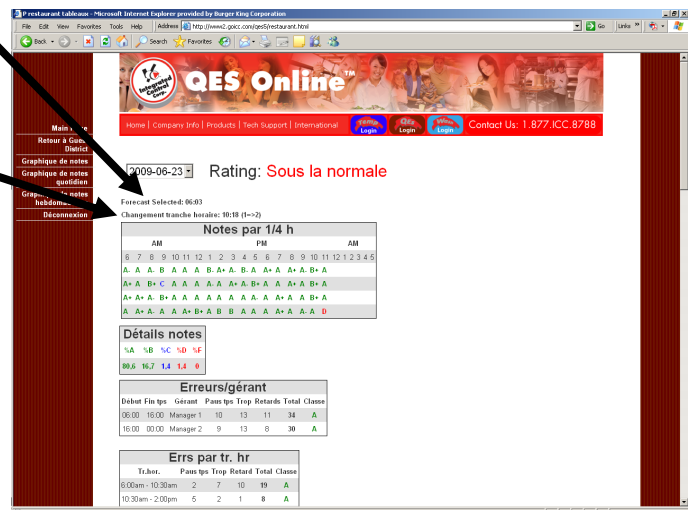 P restaurant tableaux - Microsoft Internet Explorer provided by Burger King Corporation
File Edit View Favorites Tools Help Address http://www2.goicc.com/qes5/restaurant.html Go Links »
Back Search Favorites
Integrated Control Corp. QES Online™
Home | Company Info | Products | Tech Support | International Temp Login QES Login Login Contact Us: 1.877.ICC.8788
Main
Retour à Gues
District
Graphique de notes
Graphique de notes
quotidien
Graphique de notes
Déconnexion
2009-06-23 Rating: Sous la normale
Forecast Selected: 06:03
Changement tranche horaire: 10:18 (1=>2)
Notes par 1/4 h
AM PM AM
6 7 8 9 10 11 12 1 2 3 4 5 6 7 8 9 10 11 12 1 2 3 4 5
A- A A- B A A A B- A+ A- B- A A+ A A+ A- B+ A
A+ A B+ C A A A A- A A+ A- B+ A A A A B+ A
A+ A+ A- B+ A A A A A A A- A A+ A A A B+ A
A A+ A- A A A+ B+ A B B A A A A+ A A- A D
Détails notes
%A %B %C %D %F
80,6 16,7 1,4 1,4 0
Erreurs/gérant
Début Fin tps Gérant Paus tps Trop Retards Total Classe
06:00 16:00 Manager 1 10 13 11 34 A
16:00 00:00 Manager 2 9 13 8 30 A
Errs par tr. hr
Tr.hor. Paus tps Trop Retard Total Classe
6:00am - 10:30am 2 7 10 19 A
10:30am - 2:00pm 5 2 1 8 A